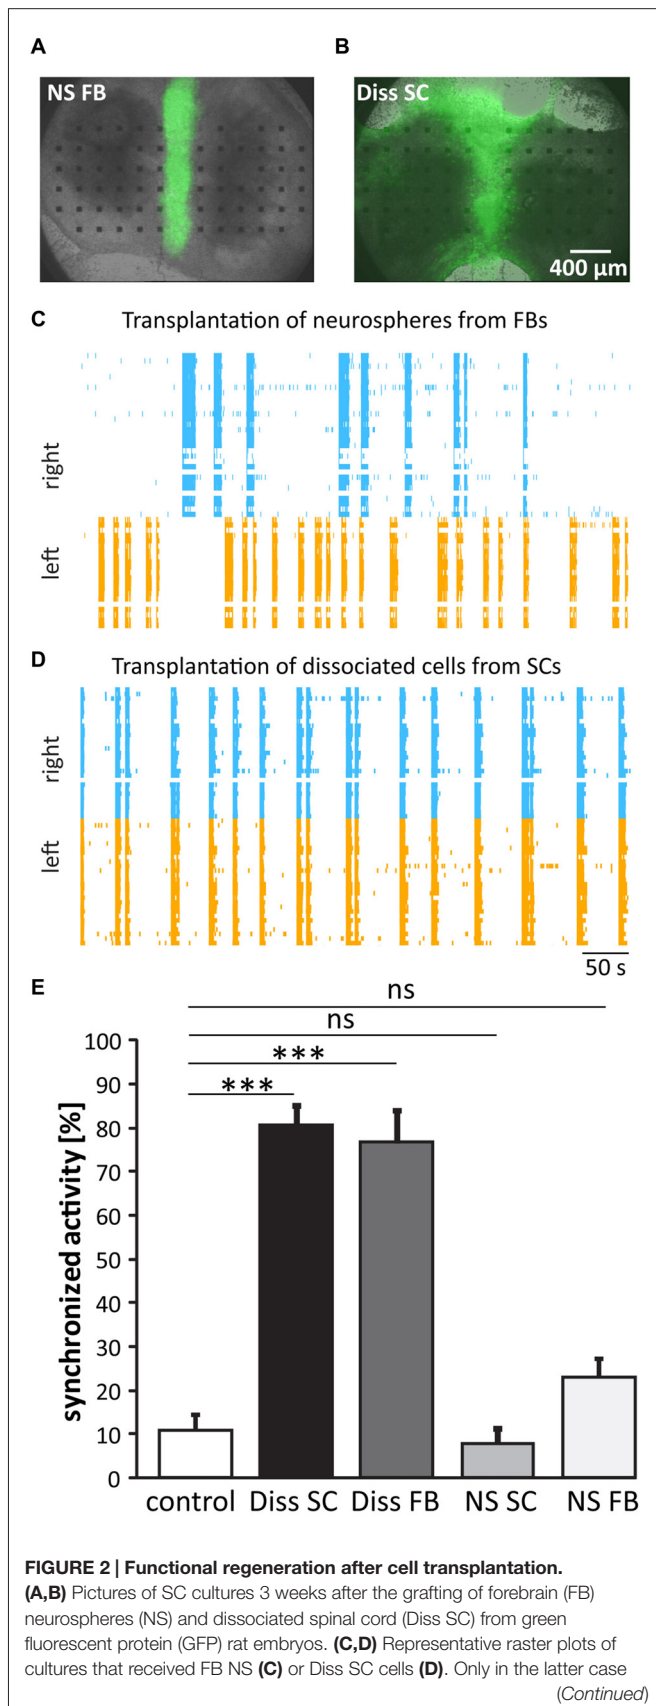 A
B
NS FB
Diss SC
400 µm
C
Transplantation of neurospheres from FBs
right
left
D
Transplantation of dissociated cells from SCs
right
left
50 s
E
ns
ns
***
***
synchronized activity [%]
100
90
80
70
60
50
40
30
20
10
0
control
Diss SC
Diss FB
NS SC
NS FB
FIGURE 2 | Functional regeneration after cell transplantation.
(A,B) Pictures of SC cultures 3 weeks after the grafting of forebrain (FB)
neurospheres (NS) and dissociated spinal cord (Diss SC) from green
fluorescent protein (GFP) rat embryos. (C,D) Representative raster plots of
cultures that received FB NS (C) or Diss SC cells (D). Only in the latter case
(Continued)